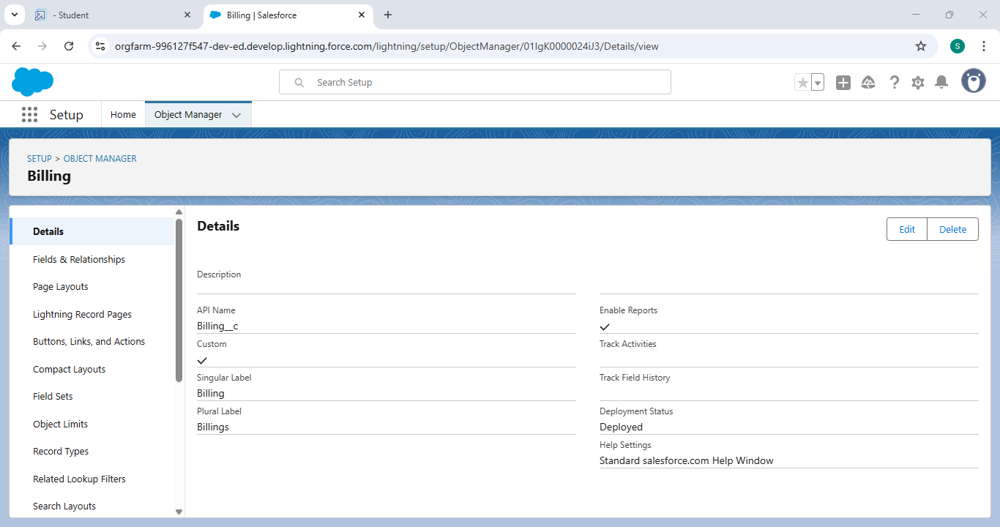 - Student
Billing | Salesforce
orgfarm-996127f547-dev-ed.develop.lightning.force.com/lightning/setup/ObjectManager/01IgK0000024iJ3/Details/view
S
Search Setup
Setup
Home
Object Manager
SETUP > OBJECT MANAGER
Billing
Details
Fields & Relationships
Page Layouts
Lightning Record Pages
Buttons, Links, and Actions
Compact Layouts
Field Sets
Object Limits
Record Types
Related Lookup Filters
Search Layouts
Details
Edit
Delete
Description
API Name
Billing__c
Custom
Singular Label
Billing
Plural Label
Billings
Enable Reports
Track Activities
Track Field History
Deployment Status
Deployed
Help Settings
Standard salesforce.com Help Window